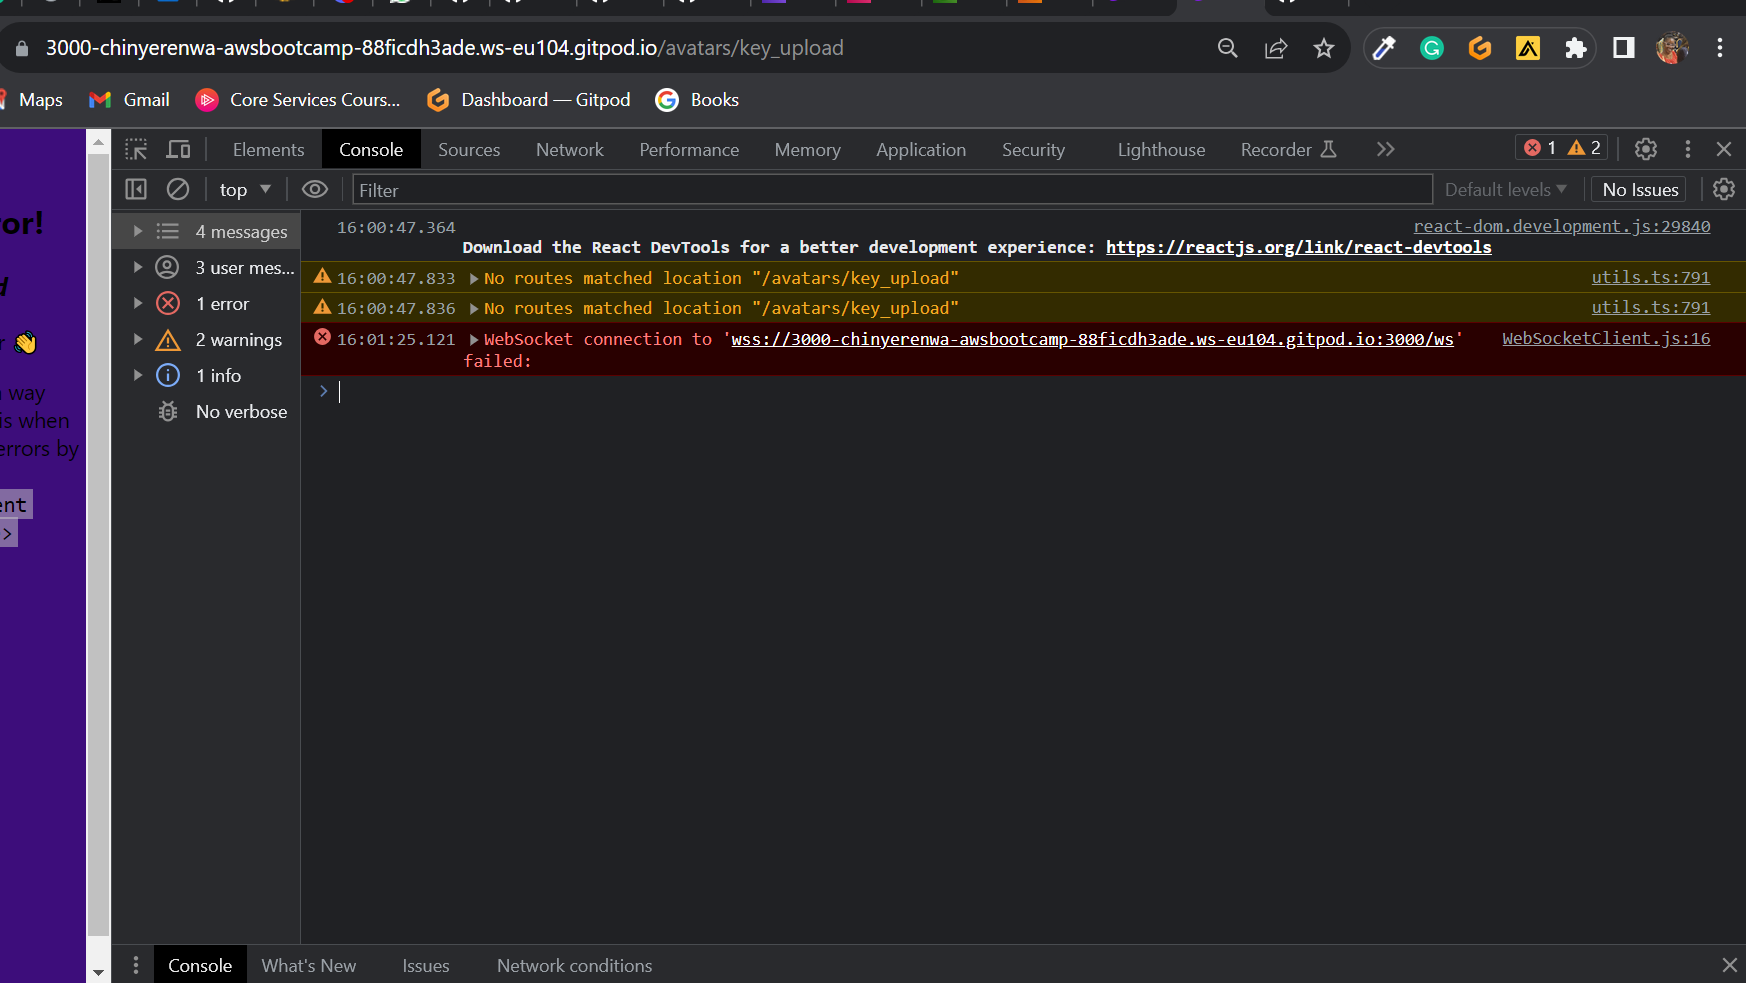 3000-chinyerenwa-awsbootcamp-88ficdh3ade.ws-eu104.gitpod.io/avatars/key_upload
Maps Gmail Core Services Cours... Dashboard — Gitpod Books
Elements Console Sources Network Performance Memory Application Security Lighthouse Recorder 1 2
top Filter Default levels No Issues
4 messages
3 user mes...
1 error
2 warnings
1 info
No verbose
16:00:47.364 react-dom.development.js:29840
Download the React DevTools for a better development experience: https://reactjs.org/link/react-devtools
16:00:47.833 No routes matched location "/avatars/key_upload" utils.ts:791
16:00:47.836 No routes matched location "/avatars/key_upload" utils.ts:791
16:01:25.121 WebSocket connection to 'wss://3000-chinyerenwa-awsbootcamp-88ficdh3ade.ws-eu104.gitpod.io:3000/ws' WebSocketClient.js:16
failed:
>
or!
d
r 👋
way
is when
errors by
ent
>
Console What's New Issues Network conditions